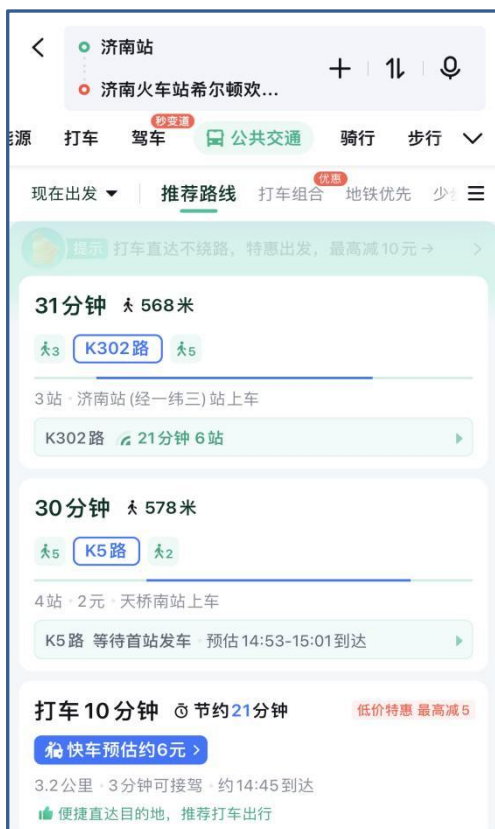 济南站
济南火车站希尔顿欢...
秒变道
能源 打车 驾车 公共交通 骑行 步行
优惠
现在出发 推荐路线 打车组合 地铁优先 少
提示 打车直达不绕路，特惠出发，最高减10元→
31分钟 568米
3 K302路 5
3站·济南站(经一纬三)站上车
K302路 21分钟 6站
30分钟 578米
5 K5路 2
4站·2元·天桥南站上车
K5路 等待首站发车·预估14:53-15:01到达
打车10分钟 节约21分钟 低价特惠 最高减5
快车预估约6元 >
3.2公里·3分钟可接驾·约14:45到达
便捷直达目的地，推荐打车出行